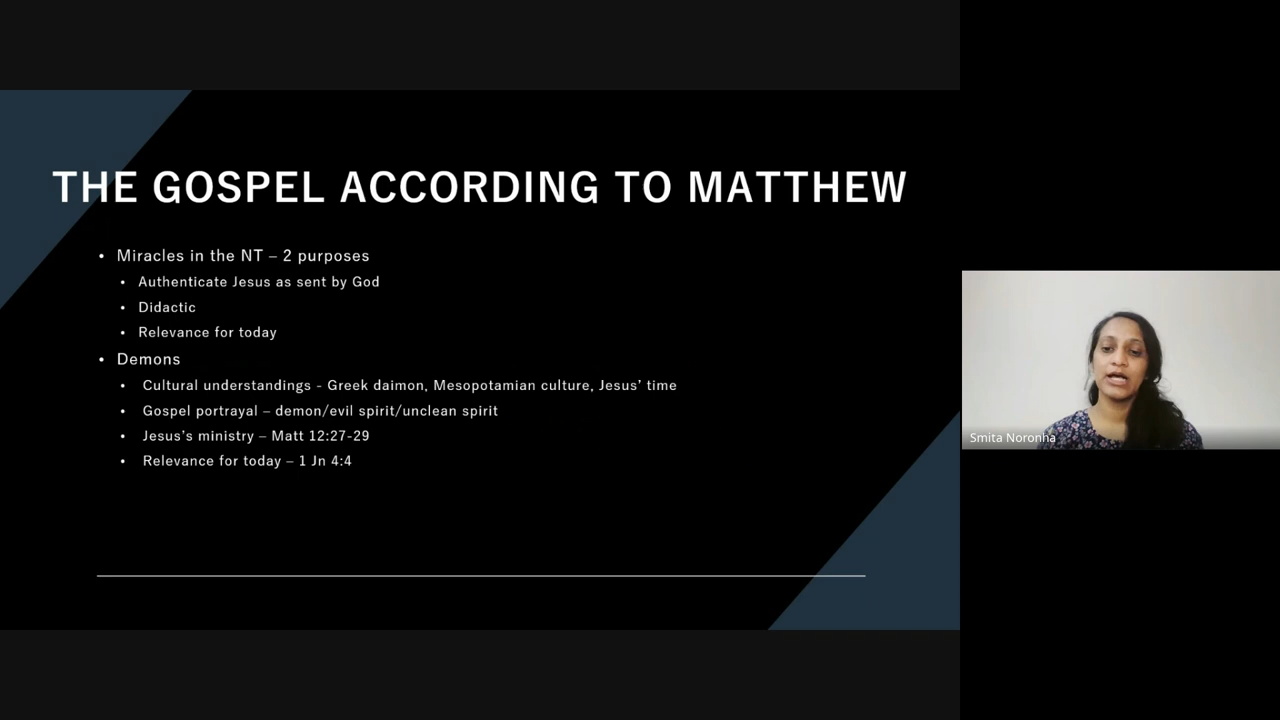 THE GOSPEL ACCORDING TO MATTHEW
• Miracles in the NT – 2 purposes
• Authenticate Jesus as sent by God
• Didactic
• Relevance for today
• Demons
• Cultural understandings - Greek daimon, Mesopotamian culture, Jesus' time
• Gospel portrayal – demon/evil spirit/unclean spirit
• Jesus's ministry – Matt 12:27-29
• Relevance for today – 1 Jn 4:4
Smita Noronha